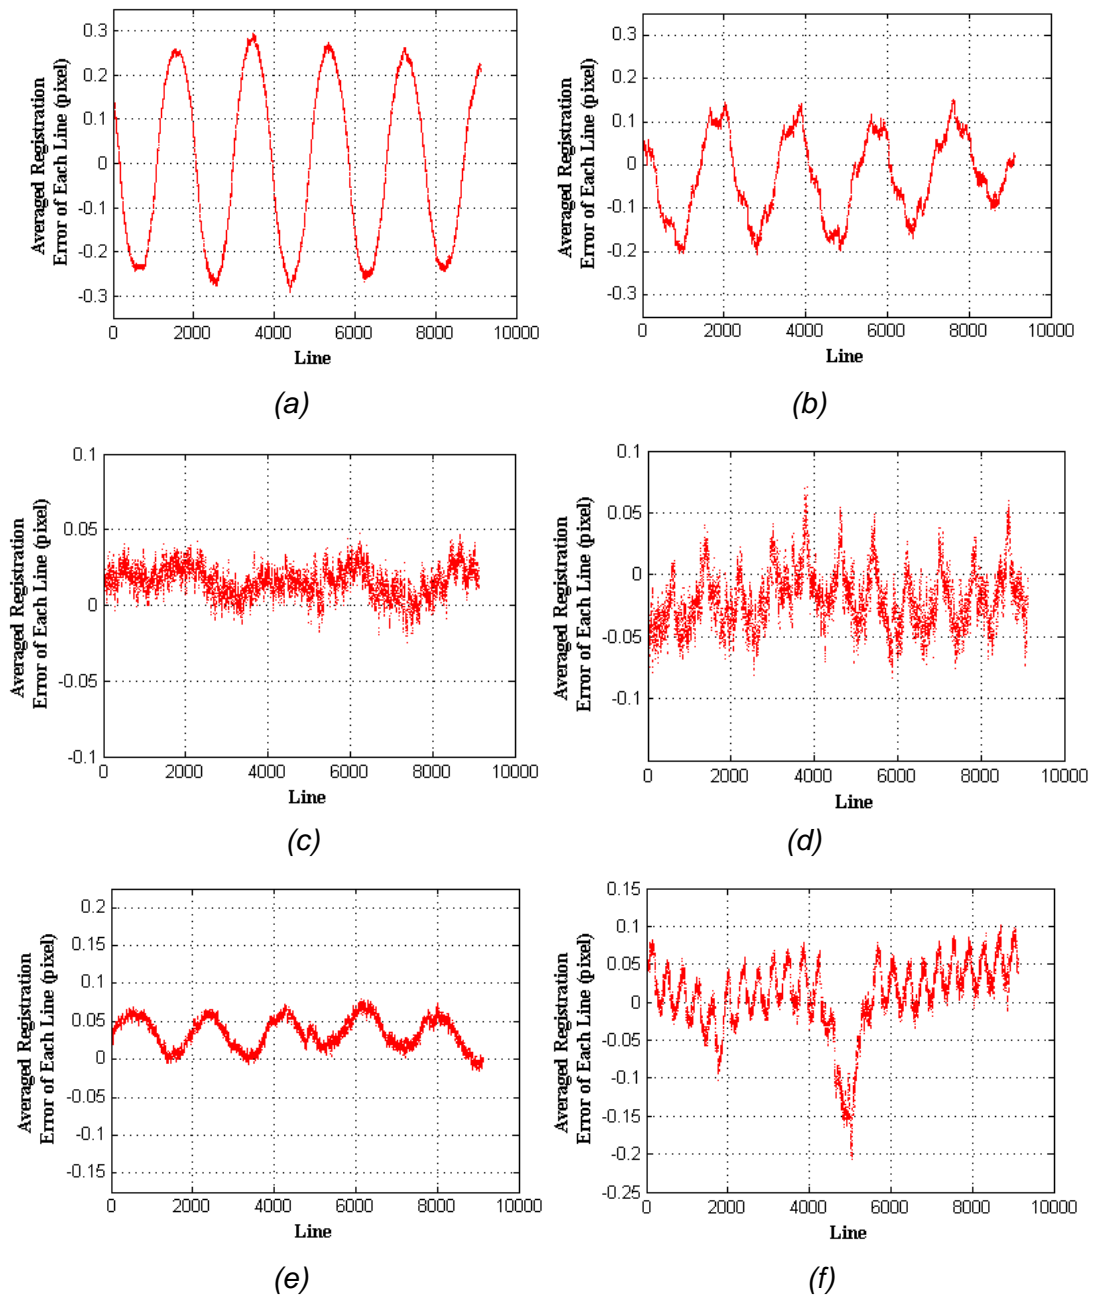 0.3
0.2
0.1
0
-0.1
-0.2
-0.3
0 2000 4000 6000 8000 10000
Averaged Registration
Error of Each Line (pixel)
Line
(a)
0.3
0.2
0.1
0
-0.1
-0.2
-0.3
0 2000 4000 6000 8000 10000
Averaged Registration
Error of Each Line (pixel)
Line
(b)
0.1
0.05
0
-0.05
-0.1
0 2000 4000 6000 8000 10000
Averaged Registration
Error of Each Line (pixel)
Line
(c)
0.1
0.05
0
-0.05
-0.1
0 2000 4000 6000 8000 10000
Averaged Registration
Error of Each Line (pixel)
Line
(d)
0.2
0.15
0.1
0.05
0
-0.05
-0.1
-0.15
0 2000 4000 6000 8000 10000
Averaged Registration
Error of Each Line (pixel)
Line
(e)
0.15
0.1
0.05
0
-0.05
-0.1
-0.15
-0.2
-0.25
0 2000 4000 6000 8000 10000
Averaged Registration
Error of Each Line (pixel)
Line
(f)